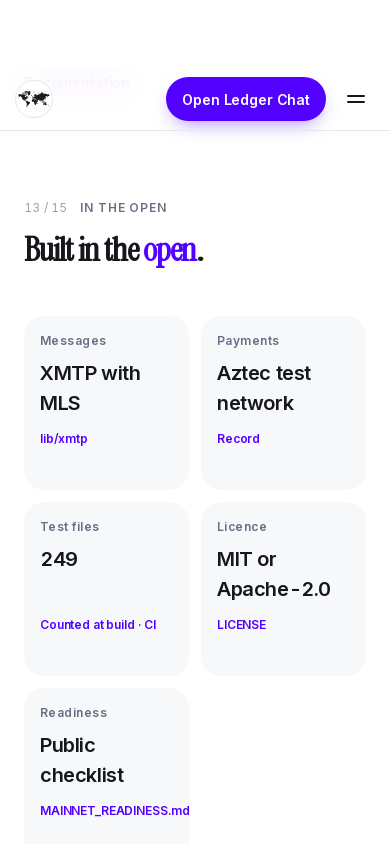 Documentation
Open Ledger Chat
13 / 15 IN THE OPEN
Built in the open.
Messages
XMTP with
MLS
lib/xmtp
Payments
Aztec test
network
Record
Test files
249
Counted at build · CI
Licence
MIT or
Apache-2.0
LICENSE
Readiness
Public
checklist
MAINNET_READINESS.md